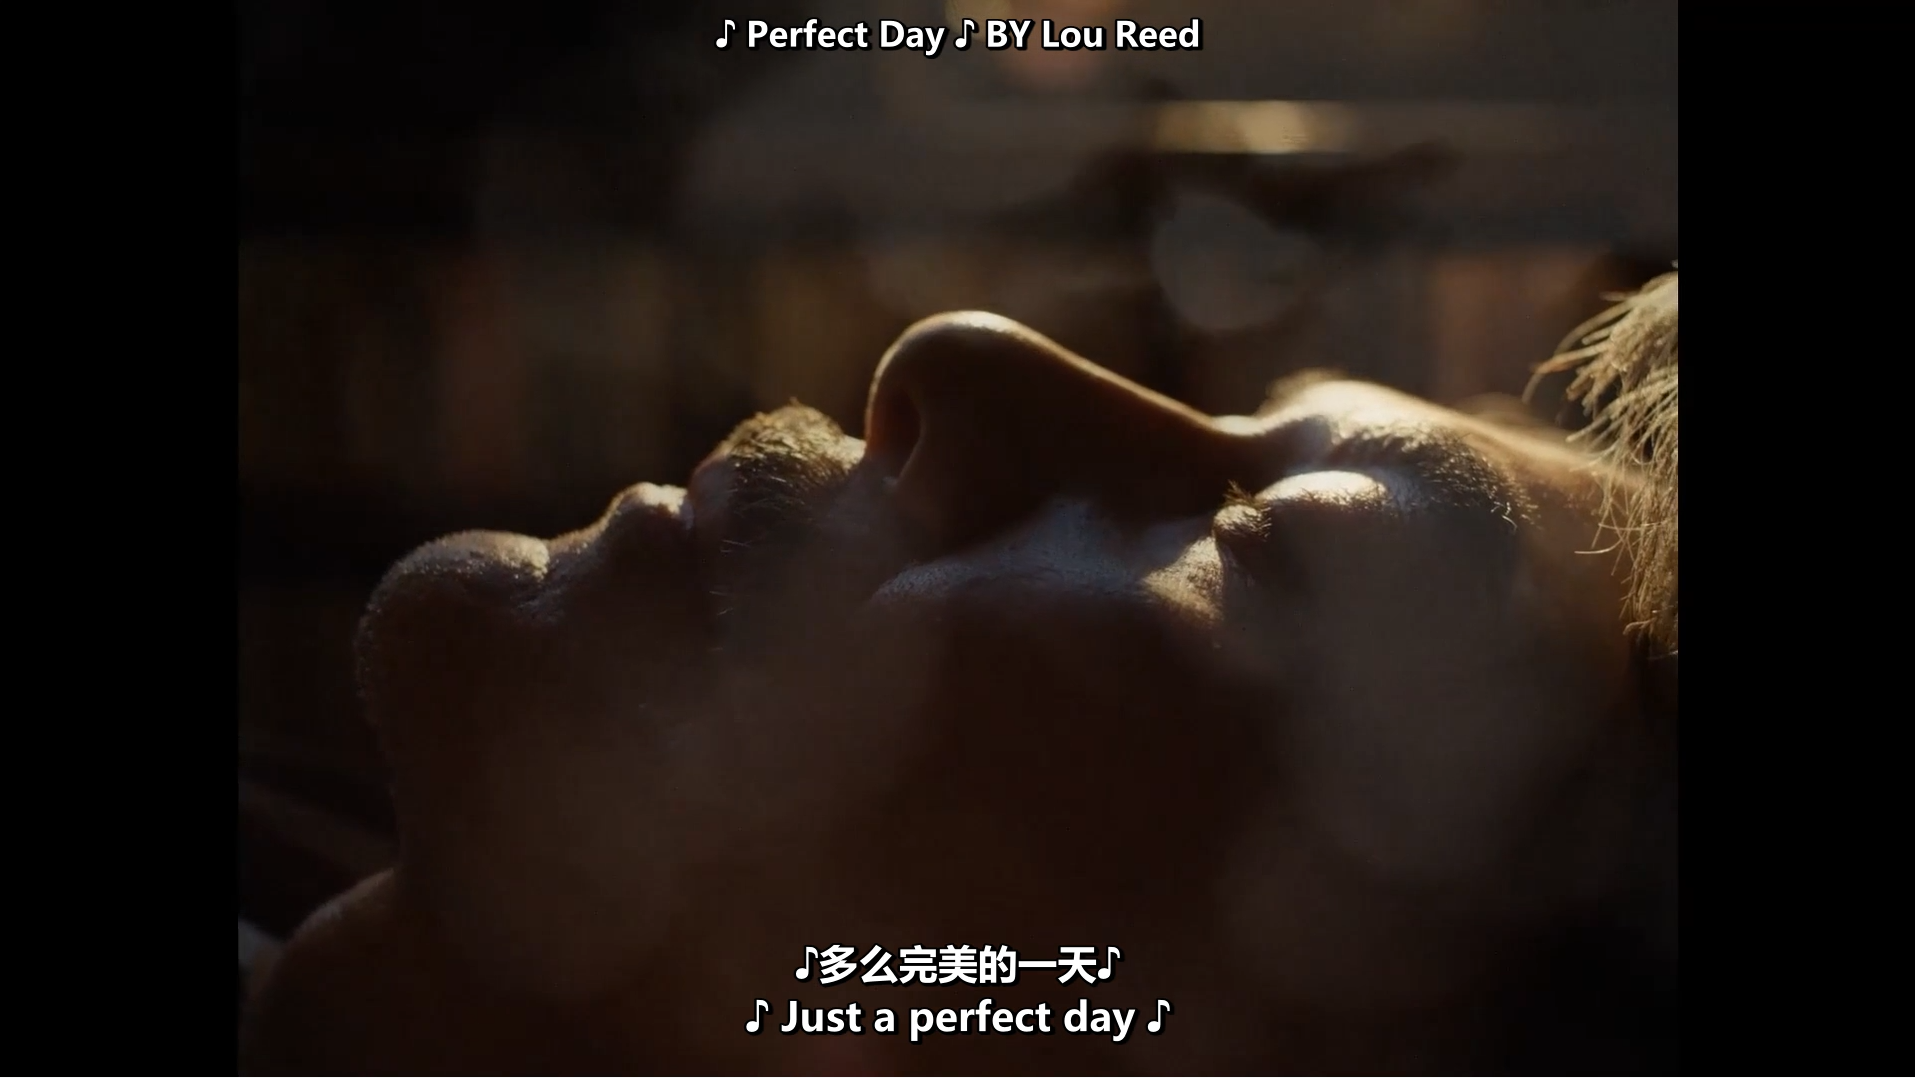 ♪ Perfect Day ♪ BY Lou Reed
♪多么完美的一天♪
♪ Just a perfect day ♪